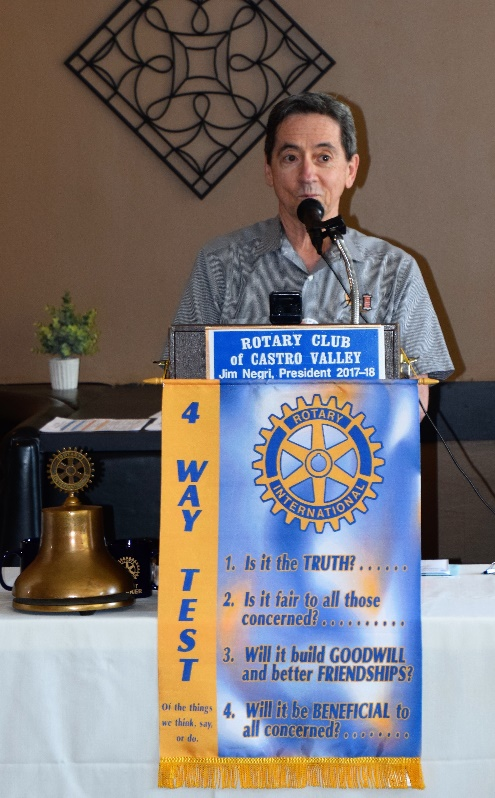 ROTARY CLUB
of CASTRO VALLEY
Jim Negri, President 2017-18
4
WAY
TEST
Of the things
we think, say,
or do.
ROTARY
INTERNATIONAL
1. Is it the TRUTH?......
2. Is it fair to all those
concerned?..........
3. Will it build GOODWILL
and better FRIENDSHIPS?
4. Will it be BENEFICIAL to
all concerned?........